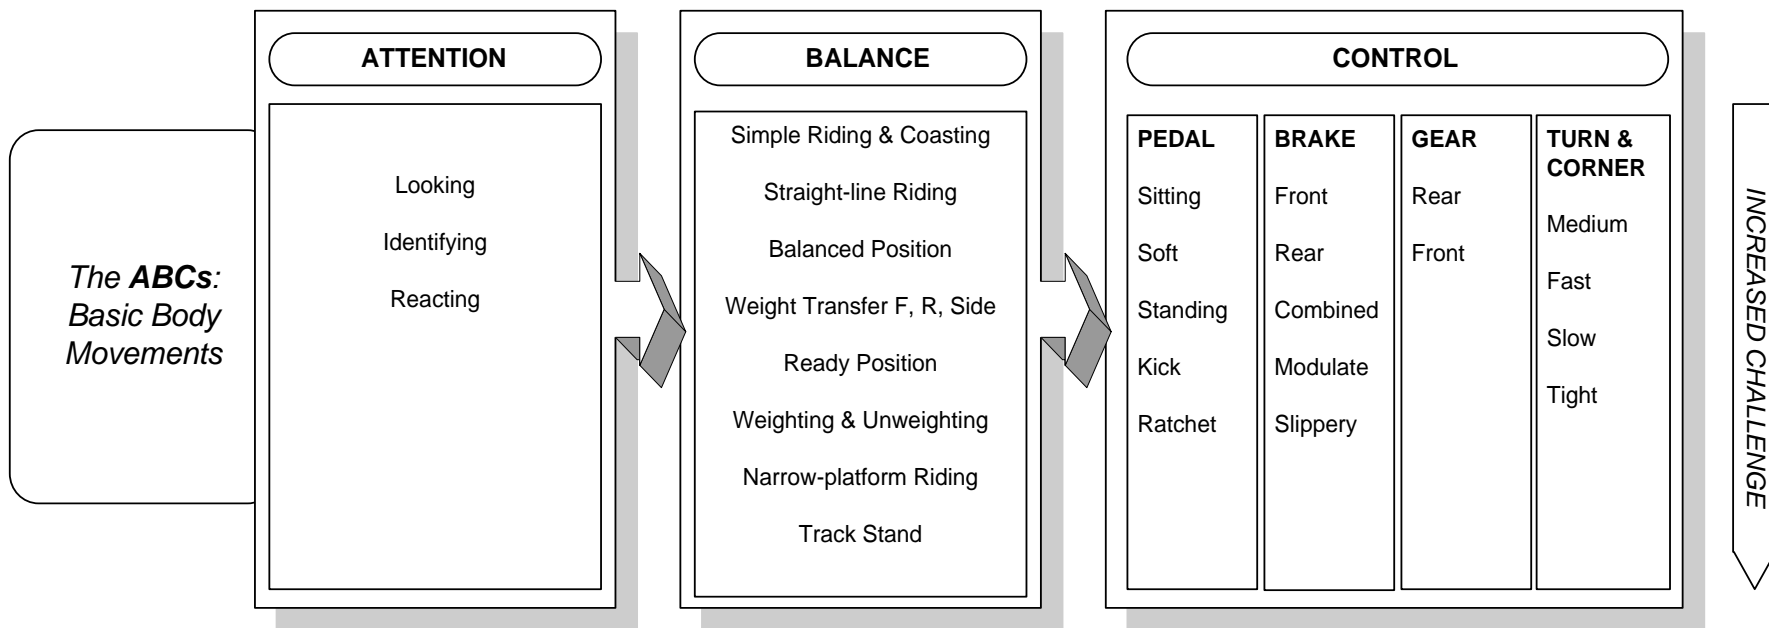 The ABCs:
Basic Body
Movements
ATTENTION
Looking
Identifying
Reacting
BALANCE
Simple Riding & Coasting
Straight-line Riding
Balanced Position
Weight Transfer F, R, Side
Ready Position
Weighting & Unweighting
Narrow-platform Riding
Track Stand
CONTROL
PEDAL
Sitting
Soft
Standing
Kick
Ratchet
BRAKE
Front
Rear
Combined
Modulate
Slippery
GEAR
Rear
Front
TURN &
CORNER
Medium
Fast
Slow
Tight
INCREASED CHALLENGE